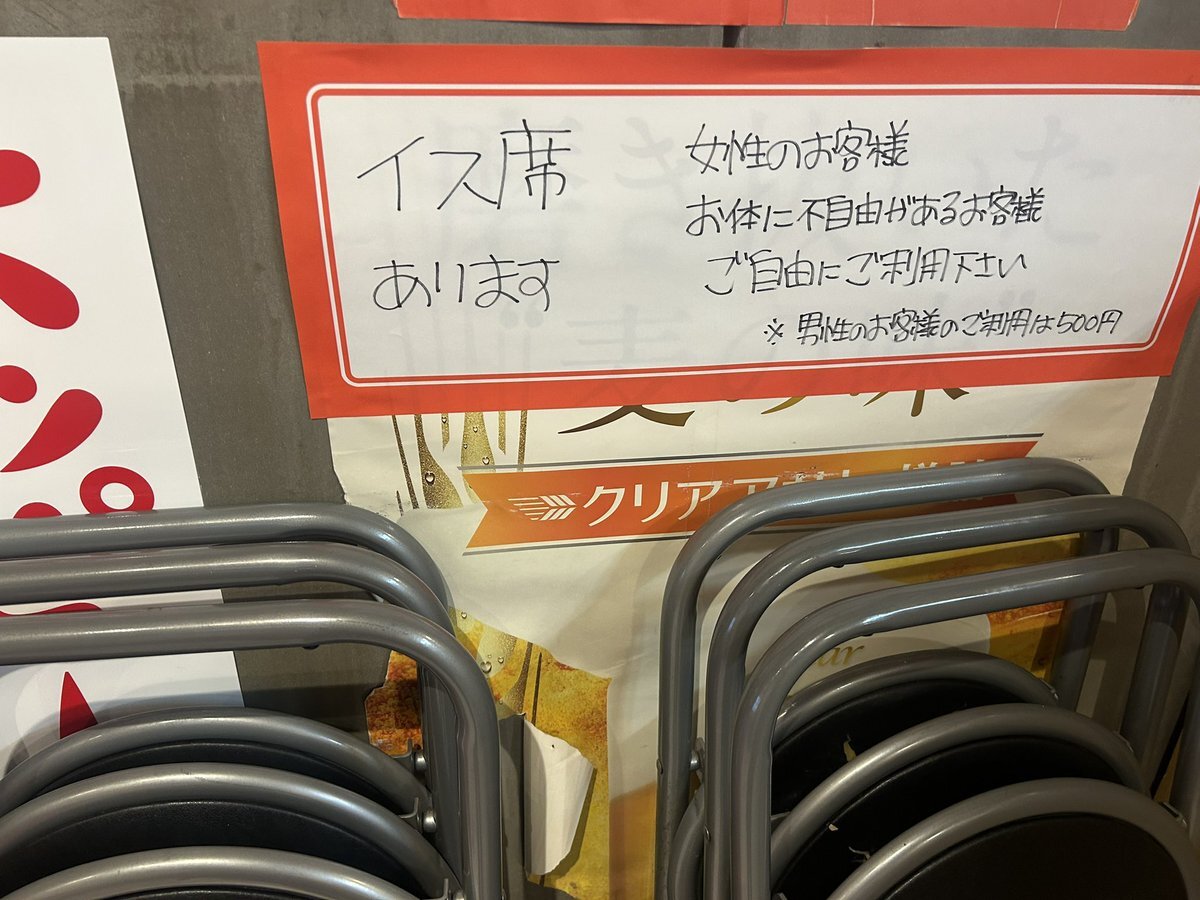 イス席
あります
女性のお客様
お体に不自由があるお客様
ご自由にご利用下さい
※男性のお客様のご利用は500円
クリア